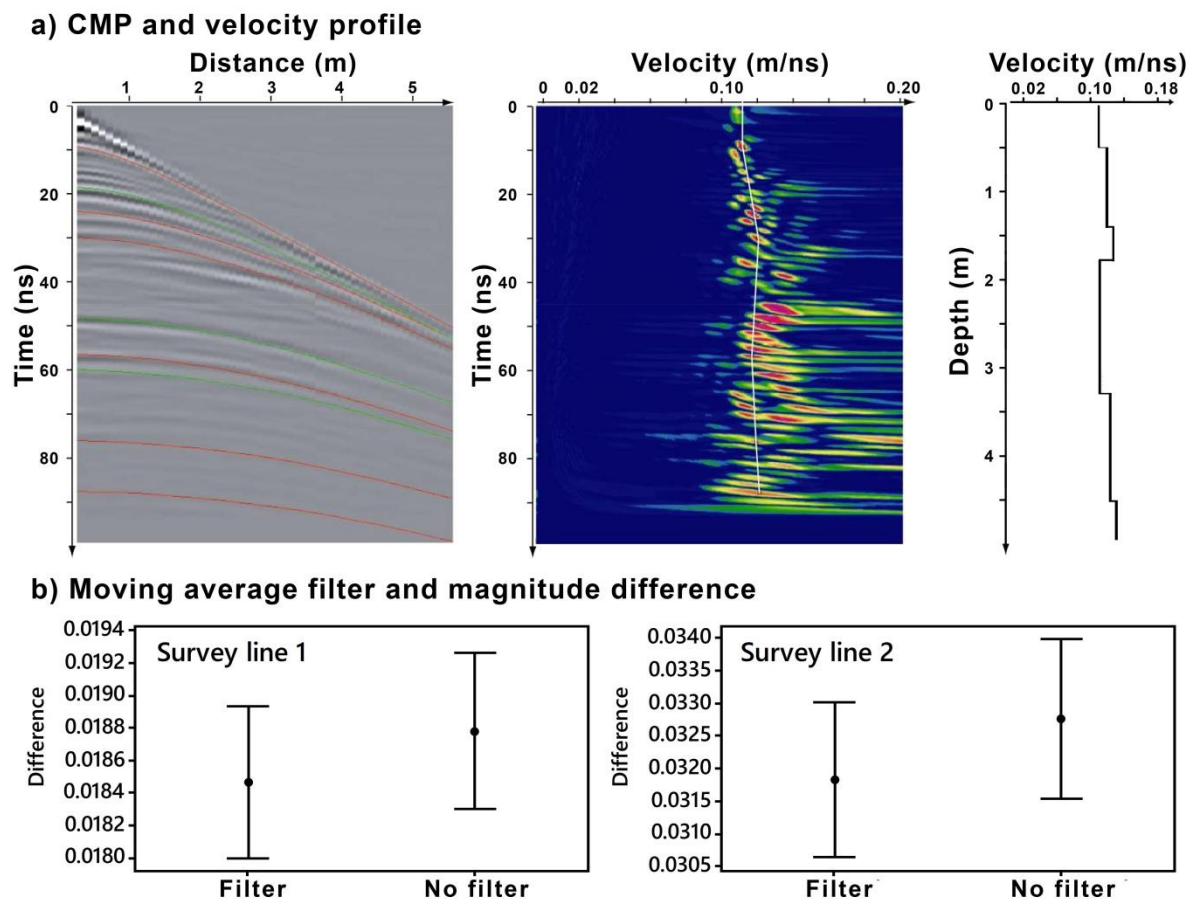 a) CMP and velocity profile
Distance (m)
1 2 3 4 5
Time (ns)
0
20
40
60
80
Velocity (m/ns)
0 0.02 0.10 0.20
Time (ns)
0
20
40
60
80
Velocity (m/ns)
0.02 0.10 0.18
Depth (m)
0
1
2
3
4
b) Moving average filter and magnitude difference
Survey line 1
Difference
0.0194
0.0192
0.0190
0.0188
0.0186
0.0184
0.0182
0.0180
Filter No filter
Survey line 2
Difference
0.0340
0.0335
0.0330
0.0325
0.0320
0.0315
0.0310
0.0305
Filter No filter